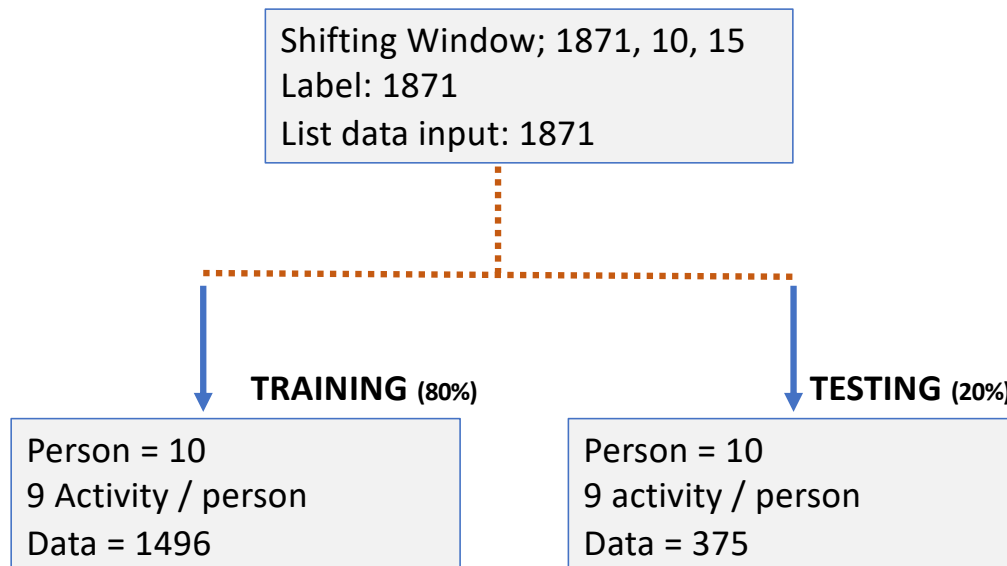 Shifting Window; 1871, 10, 15
Label: 1871
List data input: 1871
TRAINING (80%)
TESTING (20%)
Person = 10
9 Activity / person
Data = 1496
Person = 10
9 activity / person
Data = 375